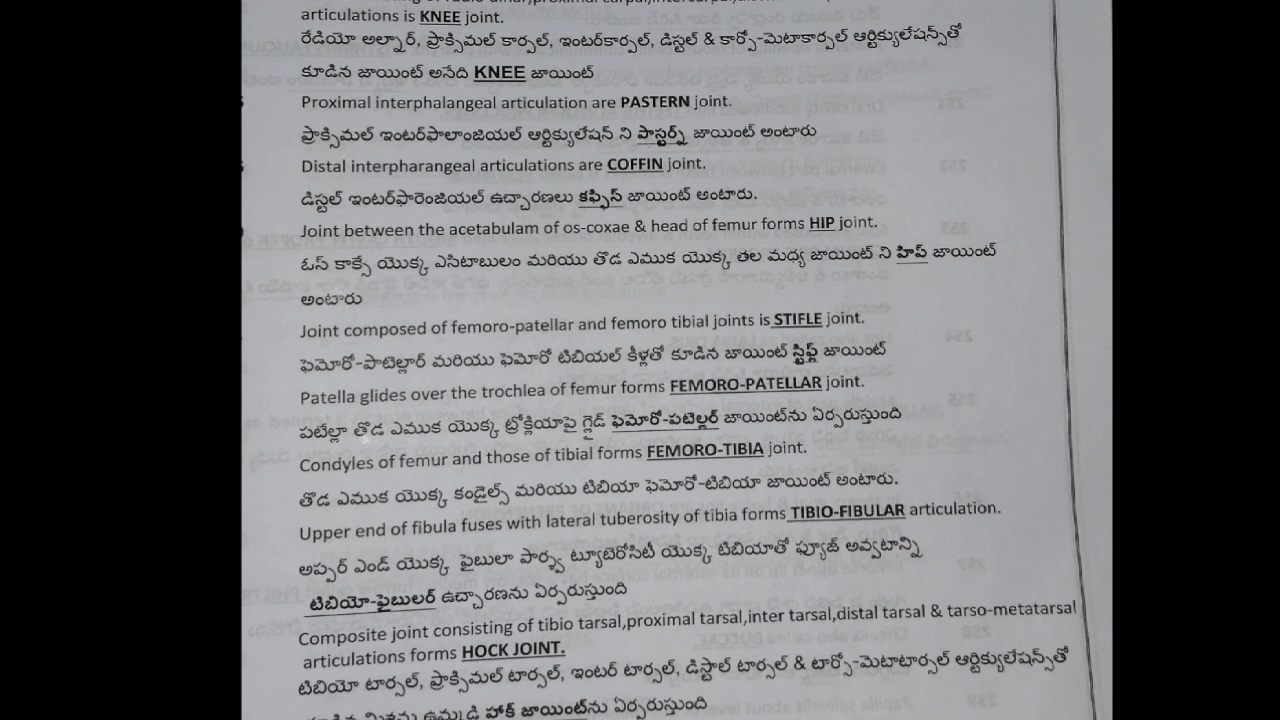 articulations is KNEE joint.
రేడియో అల్నార్, ప్రాక్సిమల్ కార్పల్, ఇంటర్‌కార్పల్, డిస్టల్ & కార్పో-మెటాకార్పల్ ఆర్టిక్యులేషన్స్‌తో
కూడిన జాయింట్ అనేది KNEE జాయింట్
Proximal interphalangeal articulation are PASTERN joint.
ప్రాక్సిమల్ ఇంటర్‌ఫాలాంజియల్ ఆర్టిక్యులేషన్ ని పాస్టర్న్ జాయింట్ అంటారు
Distal interpharangeal articulations are COFFIN joint.
డిస్టల్ ఇంటర్‌ఫారెంజియల్ ఉచ్చారణలు కఫ్ఫిన్ జాయింట్ అంటారు.
Joint between the acetabulam of os-coxae & head of femur forms HIP joint.
ఓస్ కాక్సే యొక్క ఎసిటాబులం మరియు తొడ ఎముక యొక్క తల మధ్య జాయింట్ ని హిప్ జాయింట్
అంటారు
Joint composed of femoro-patellar and femoro tibial joints is STIFLE joint.
ఫెమోరో-పాటెల్లార్ మరియు ఫెమోరో టిబియల్ కీళ్లతో కూడిన జాయింట్ స్టిఫ్ల్ జాయింట్
Patella glides over the trochlea of femur forms FEMORO-PATELLAR joint.
పటేల్లా తొడ ఎముక యొక్క ట్రోక్లియాపై గ్లైడ్ ఫెమోరో-పటెల్లర్ జాయింట్‌ను ఏర్పరుస్తుంది
Condyles of femur and those of tibial forms FEMORO-TIBIA joint.
తొడ ఎముక యొక్క కండైల్స్ మరియు టిబియా ఫెమోరో-టిబియా జాయింట్ అంటారు.
Upper end of fibula fuses with lateral tuberosity of tibia forms TIBIO-FIBULAR articulation.
అప్పర్ ఎండ్ యొక్క ఫైబులా పార్శ్వ ట్యూబెరోసిటీ యొక్క టిబియాతో ఫ్యూజ్ అవ్వటాన్ని
టిబియో-ఫైబులర్ ఉచ్చారణను ఏర్పరుస్తుంది
Composite joint consisting of tibio tarsal,proximal tarsal,inter tarsal,distal tarsal & tarso-metatarsal
articulations forms HOCK JOINT.
టిబియో టార్సల్, ప్రాక్సిమల్ టార్సల్, ఇంటర్ టార్సల్, డిస్టాల్ టార్సల్ & టార్సో-మెటాటార్సల్ ఆర్టిక్యులేషన్స్‌తో
హాక్ జాయింట్‌ను ఏర్పరుస్తుంది